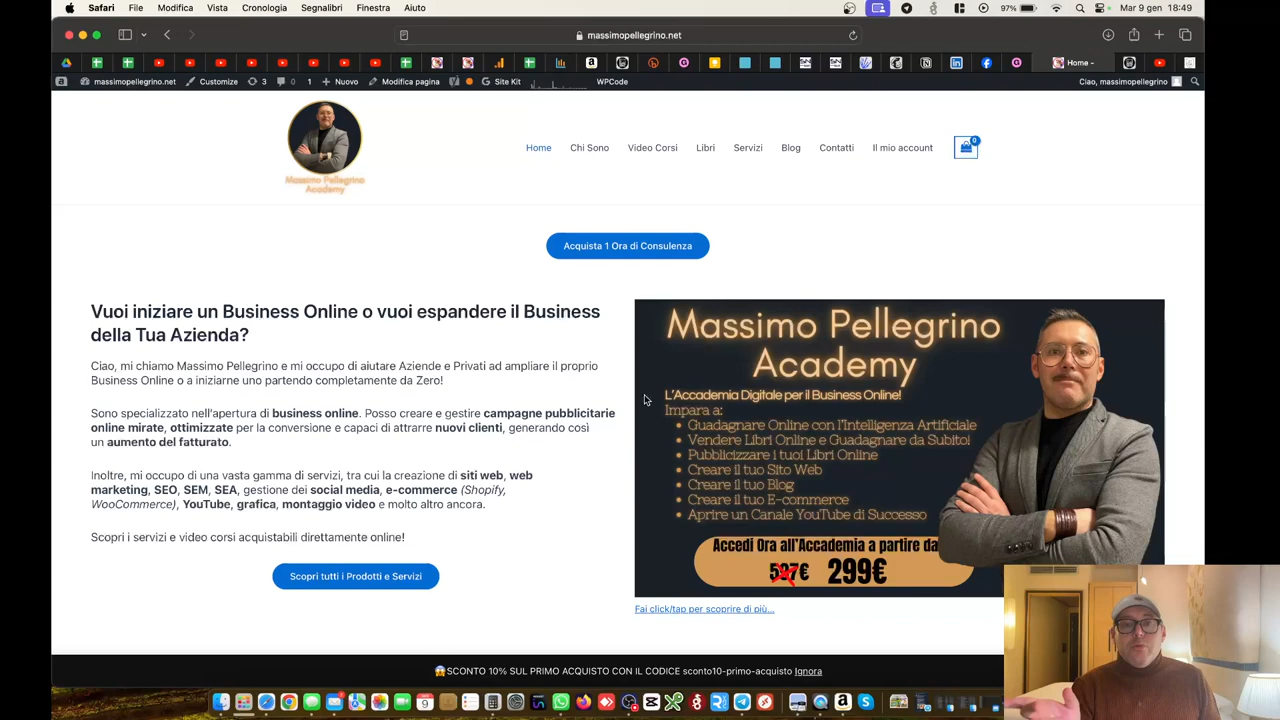 Safari File Modifica Vista Cronologia Segnalibri Finestra Aiuto
97%
Mar 9 gen 18:49
massimopellegrino.net
Home -
massimopellegrino.net
Customize
3
0
1
Nuovo
Modifica pagina
Site Kit
WPCode
Ciao, massimopellegrino
Massimo Pellegrino
Academy
Home
Chi Sono
Video Corsi
Libri
Servizi
Blog
Contatti
Il mio account
0
Acquista 1 Ora di Consulenza
Vuoi iniziare un Business Online o vuoi espandere il Business
della Tua Azienda?
Ciao, mi chiamo Massimo Pellegrino e mi occupo di aiutare Aziende e Privati ad ampliare il proprio
Business Online o a iniziarne uno partendo completamente da Zero!
Sono specializzato nell'apertura di business online. Posso creare e gestire campagne pubblicitarie
online mirate, ottimizzate per la conversione e capaci di attrarre nuovi clienti, generando così
un aumento del fatturato.
Inoltre, mi occupo di una vasta gamma di servizi, tra cui la creazione di siti web, web
marketing, SEO, SEM, SEA, gestione dei social media, e-commerce (Shopify,
WooCommerce), YouTube, grafica, montaggio video e molto altro ancora.
Scopri i servizi e video corsi acquistabili direttamente online!
Scopri tutti i Prodotti e Servizi
Massimo Pellegrino
Academy
L'Accademia Digitale per il Business Online!
Impara a:
• Guadagnare Online con l'Intelligenza Artificiale
• Vendere Libri Online e Guadagnare da Subito!
• Pubblicizzare i tuoi Libri Online
• Creare il tuo Sito Web
• Creare il tuo Blog
• Creare il tuo E-commerce
• Aprire un Canale YouTube di Successo
Accedi Ora all'Accademia a partire da
299€
Fai click/tap per scoprire di più...
😱SCONTO 10% SUL PRIMO ACQUISTO CON IL CODICE sconto10-primo-acquisto Ignora